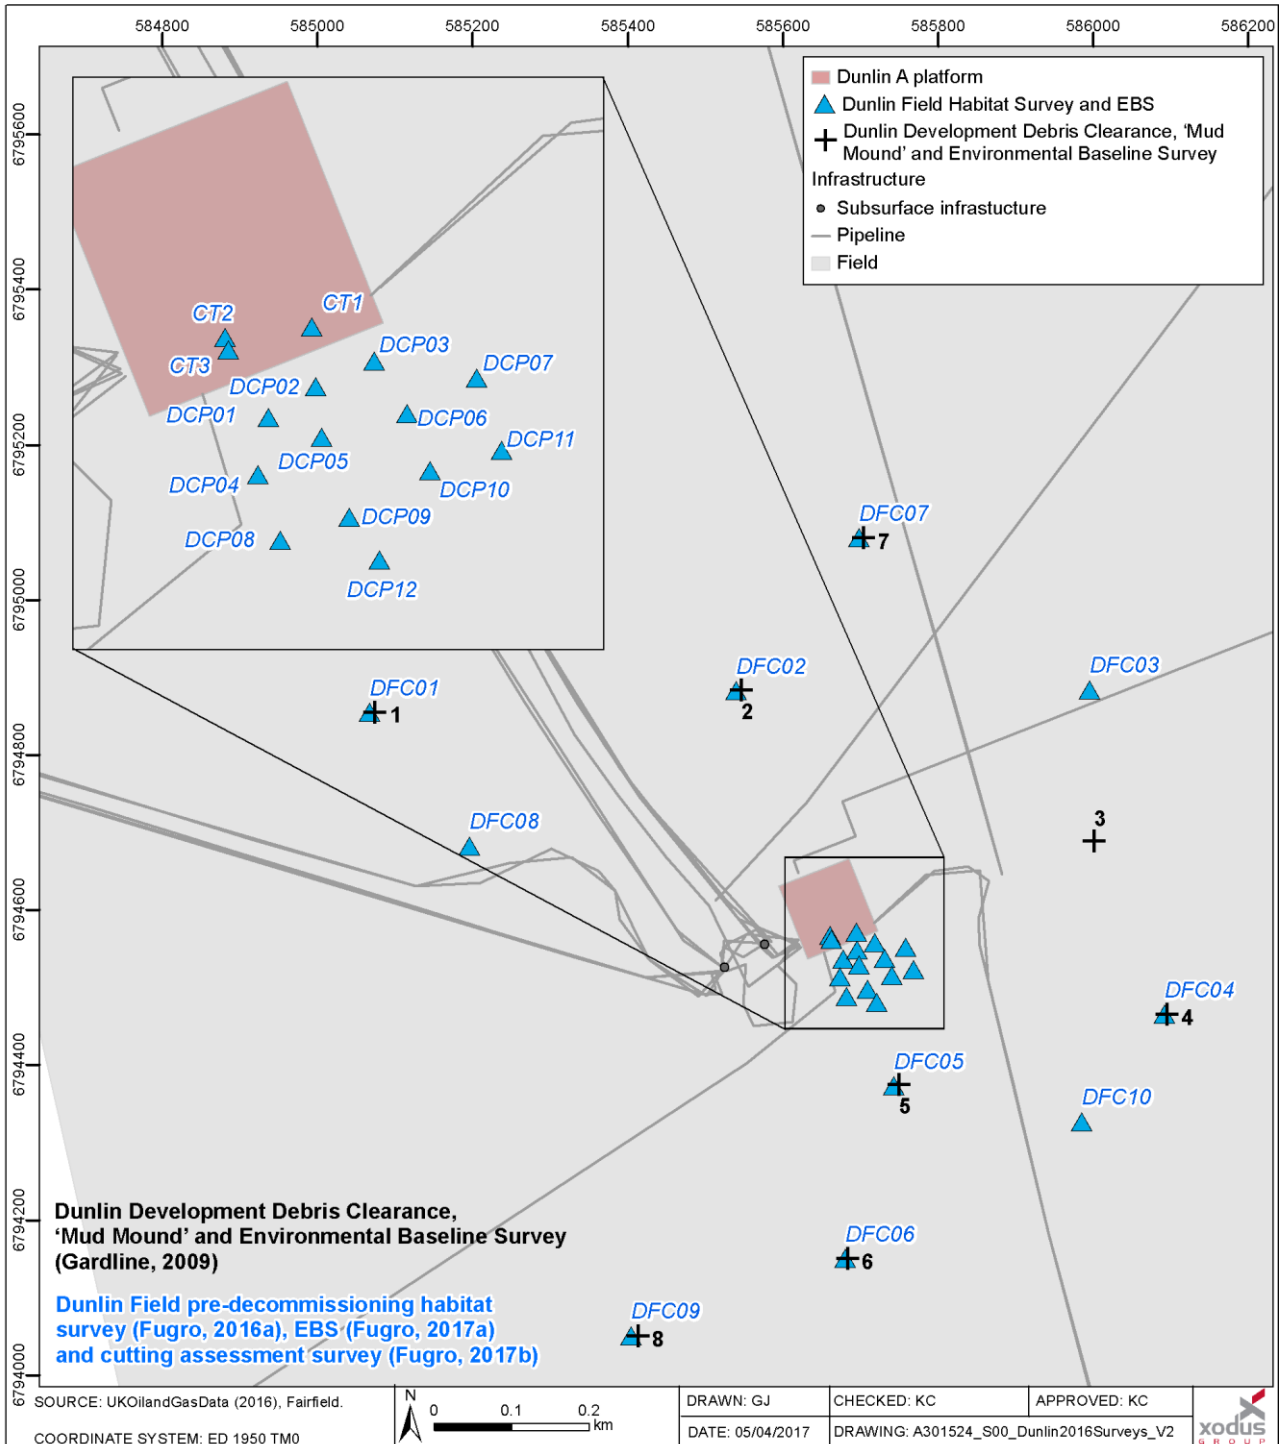 584800 585000 585200 585400 585600 585800 586000 586200
6795600
6795400
6795200
6795000
6794800
6794600
6794400
6794200
6794000
Dunlin A platform
Dunlin Field Habitat Survey and EBS
Dunlin Development Debris Clearance, ‘Mud
Mound’ and Environmental Baseline Survey
Infrastructure
Subsurface infrastucture
Pipeline
Field
CT1
CT2
CT3
DCP03
DCP07
DCP02
DCP01
DCP06
DCP11
DCP05
DCP04
DCP10
DCP09
DCP08
DCP12
DFC07
7
DFC02
2
DFC03
DFC01
1
DFC08
3
DFC04
4
DFC05
5
DFC10
DFC06
6
DFC09
8
Dunlin Development Debris Clearance,
‘Mud Mound’ and Environmental Baseline Survey
(Gardline, 2009)
Dunlin Field pre-decommissioning habitat
survey (Fugro, 2016a), EBS (Fugro, 2017a)
and cutting assessment survey (Fugro, 2017b)
SOURCE: UKOilandGasData (2016), Fairfield.
COORDINATE SYSTEM: ED 1950 TM0
N
0 0.1 0.2
km
DRAWN: GJ
CHECKED: KC
APPROVED: KC
DATE: 05/04/2017
DRAWING: A301524_S00_Dunlin2016Surveys_V2
xodus
GROUP